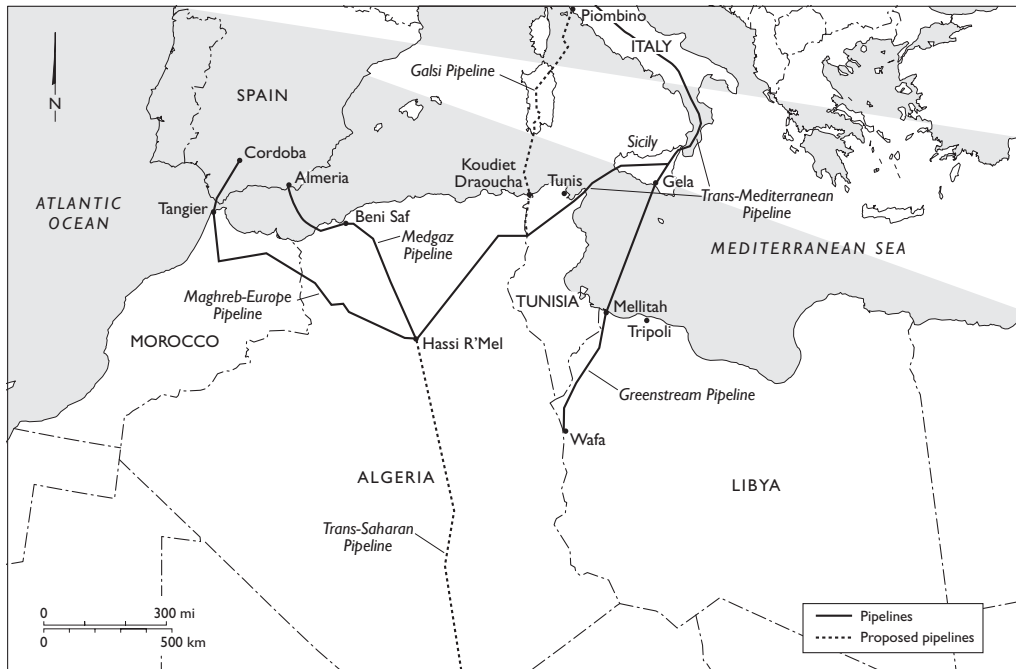 Piombino
ITALY
Galsi Pipeline
N
SPAIN
Cordoba
Sicily
Almeria
Koudiet
Draoucha
Tunis
Gela
ATLANTIC
OCEAN
Tangier
Trans-Mediterranean
Pipeline
Beni Saf
Medgaz
Pipeline
MEDITERRANEAN SEA
Maghreb-Europe
Pipeline
TUNISIA
Mellitah
Tripoli
MOROCCO
Hassi R'Mel
Greenstream Pipeline
Wafa
ALGERIA
LIBYA
Trans-Saharan
Pipeline
0 300 mi
0 500 km
Pipelines
Proposed pipelines